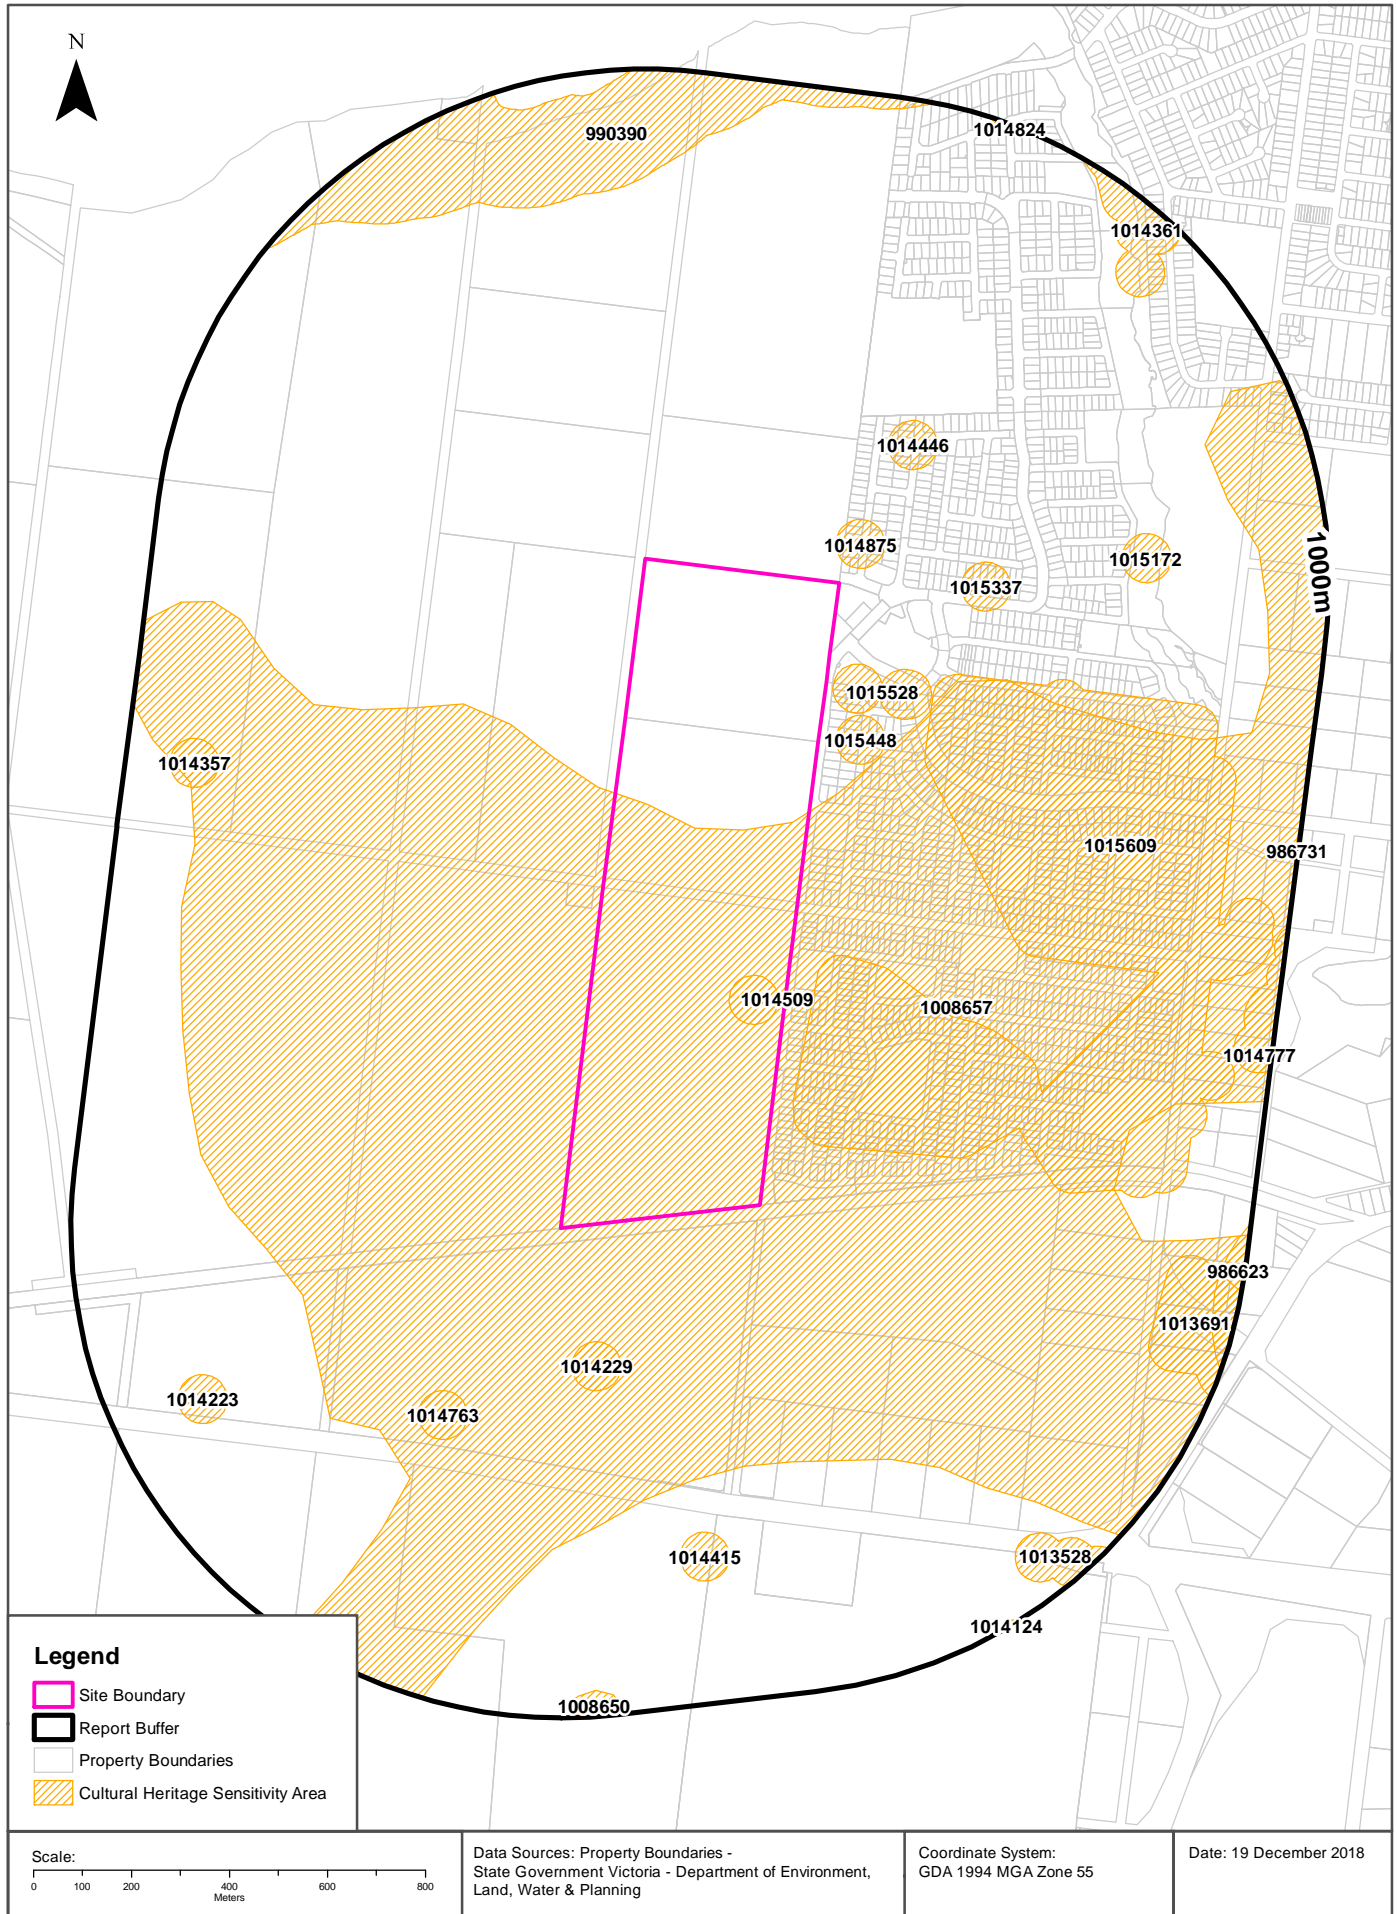 N
990390
1014824
1014361
1014446
1014875
1015172
1015337
1000m
1015528
1015448
1014357
1015609
986731
1014509
1008657
1014777
986623
1013691
1014229
1014223
1014763
1014415
1013528
1014124
1008650
Legend
Site Boundary
Report Buffer
Property Boundaries
Cultural Heritage Sensitivity Area
Scale:
0 100 200 400 600 800
Meters
Data Sources: Property Boundaries -
State Government Victoria - Department of Environment,
Land, Water & Planning
Coordinate System:
GDA 1994 MGA Zone 55
Date: 19 December 2018